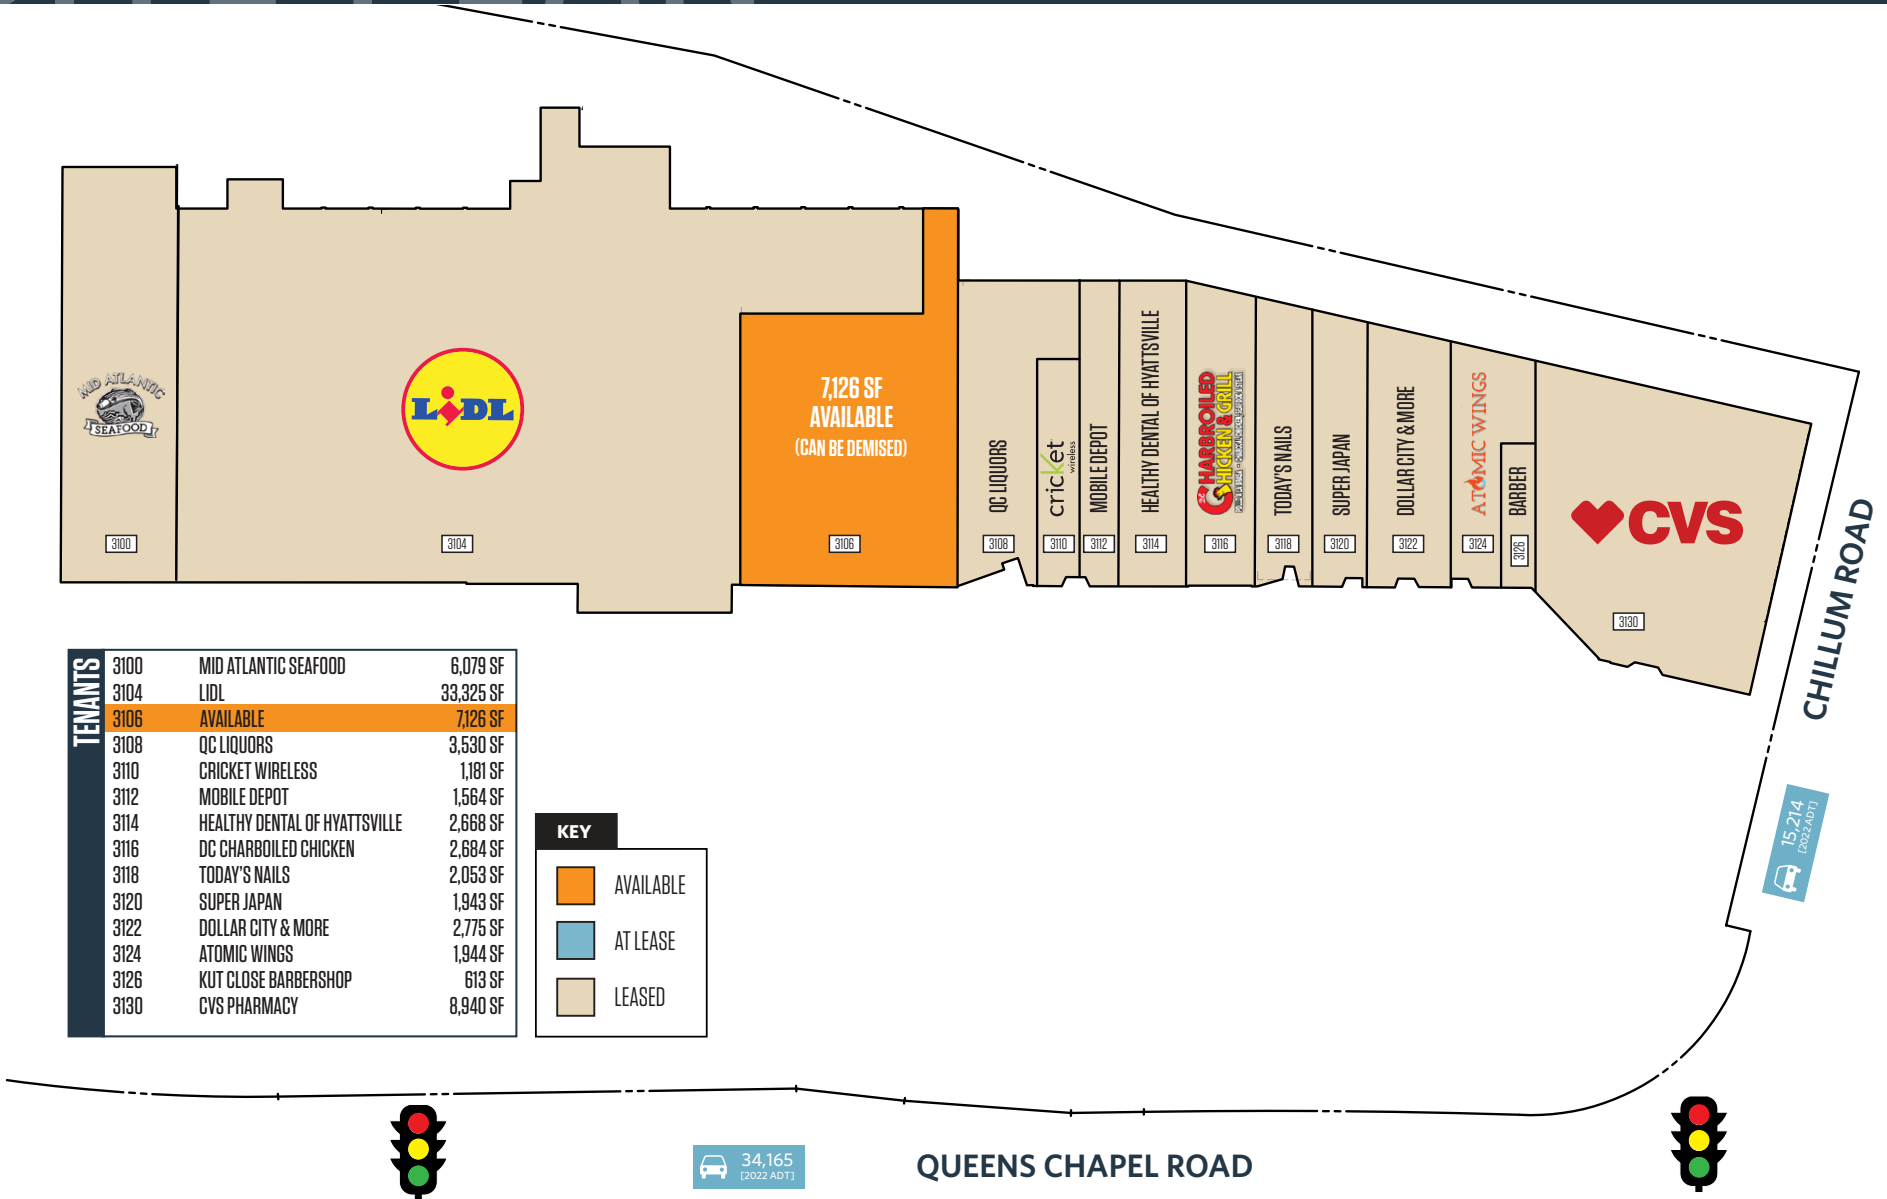 MID ATLANTIC
SEAFOOD
3100
LIDL
3104
7,126 SF
AVAILABLE
(CAN BE DEMISED)
3106
QC LIQUORS
3108
cricket
wireless
3110
MOBILE DEPOT
3112
HEALTHY DENTAL OF HYATTSVILLE
3114
CHARBROILED
CHICKEN & GRILL
3116
TODAY'S NAILS
3118
SUPER JAPAN
3120
DOLLAR CITY & MORE
3122
ATOMIC WINGS
3124
BARBER
3126
CVS
3130
CHILLUM ROAD
15,214
[2022 ADT]
TENANTS
3100 MID ATLANTIC SEAFOOD 6,079 SF
3104 LIDL 33,325 SF
3106 AVAILABLE 7,126 SF
3108 QC LIQUORS 3,530 SF
3110 CRICKET WIRELESS 1,181 SF
3112 MOBILE DEPOT 1,564 SF
3114 HEALTHY DENTAL OF HYATTSVILLE 2,668 SF
3116 DC CHARBOILED CHICKEN 2,684 SF
3118 TODAY'S NAILS 2,053 SF
3120 SUPER JAPAN 1,943 SF
3122 DOLLAR CITY & MORE 2,775 SF
3124 ATOMIC WINGS 1,944 SF
3126 KUT CLOSE BARBERSHOP 613 SF
3130 CVS PHARMACY 8,940 SF
KEY
AVAILABLE
AT LEASE
LEASED
34,165
[2022 ADT]
QUEENS CHAPEL ROAD